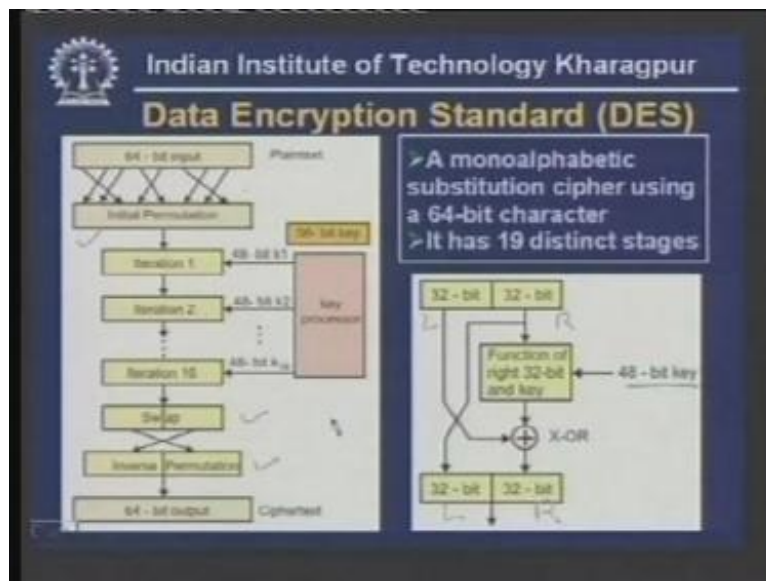 Indian Institute of Technology Kharagpur
Data Encryption Standard (DES)
64 - bit input
Plaintext
Initial Permutation
56- bit key
Iteration 1
48- bit k1
Iteration 2
48- bit k2
key
processor
Iteration 16
48- bit k16
Swap
Inverse Permutation
64 - bit output
Ciphertext
➢A monoalphabetic
substitution cipher using
a 64-bit character
➢It has 19 distinct stages
32 - bit 32 - bit
L R
Function of
right 32-bit
and key
48 - bit key
X-OR
32 - bit 32 - bit
L R